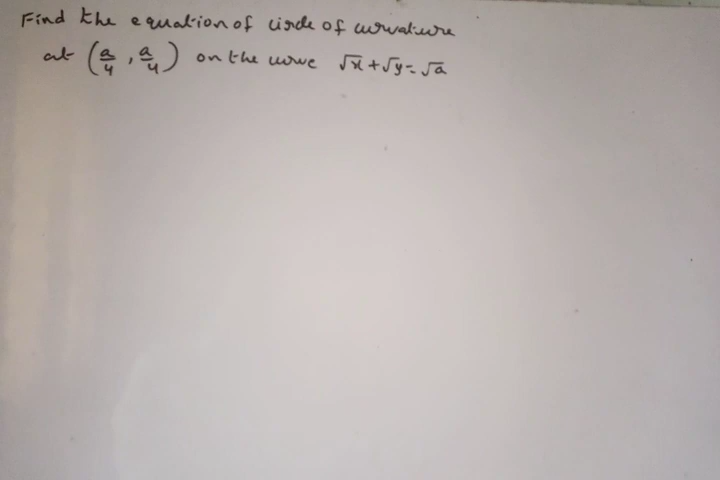 Find the equation of circle of curvature
at (a/4, a/4) on the curve √x + √y = √a